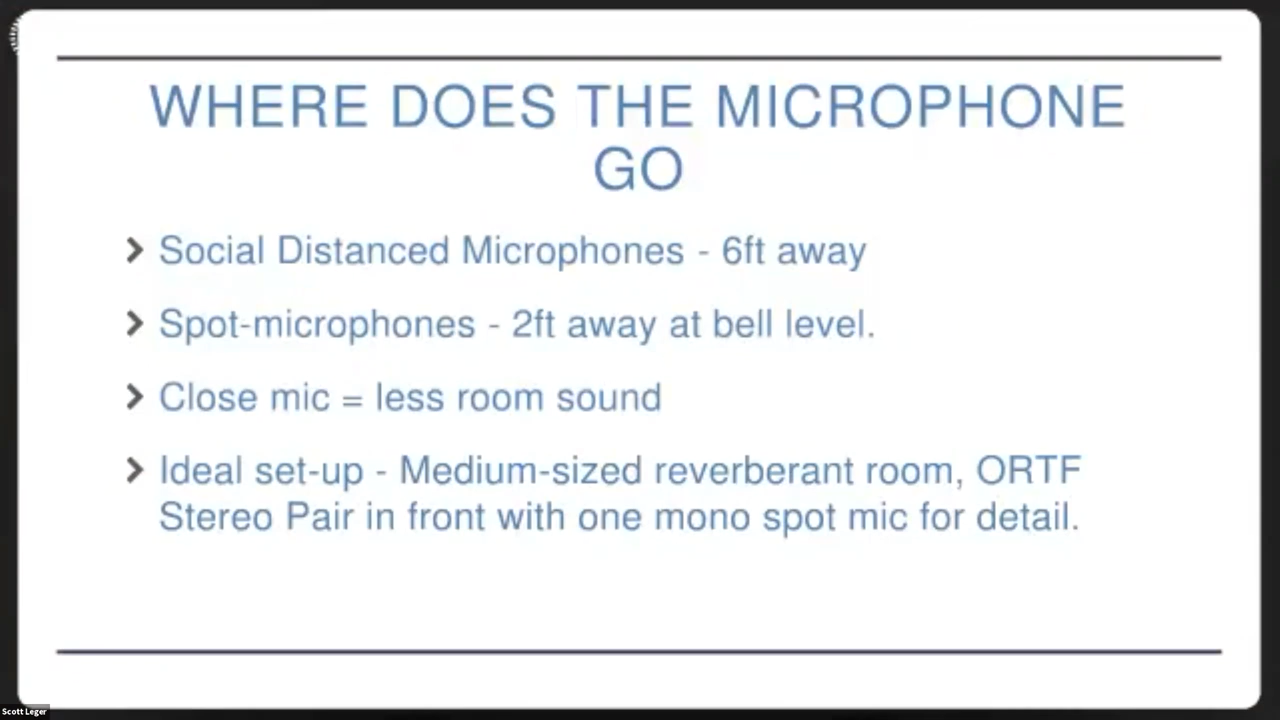 WHERE DOES THE MICROPHONE
GO
Social Distanced Microphones - 6ft away
Spot-microphones - 2ft away at bell level.
Close mic = less room sound
Ideal set-up - Medium-sized reverberant room, ORTF
Stereo Pair in front with one mono spot mic for detail.
Scott Leger